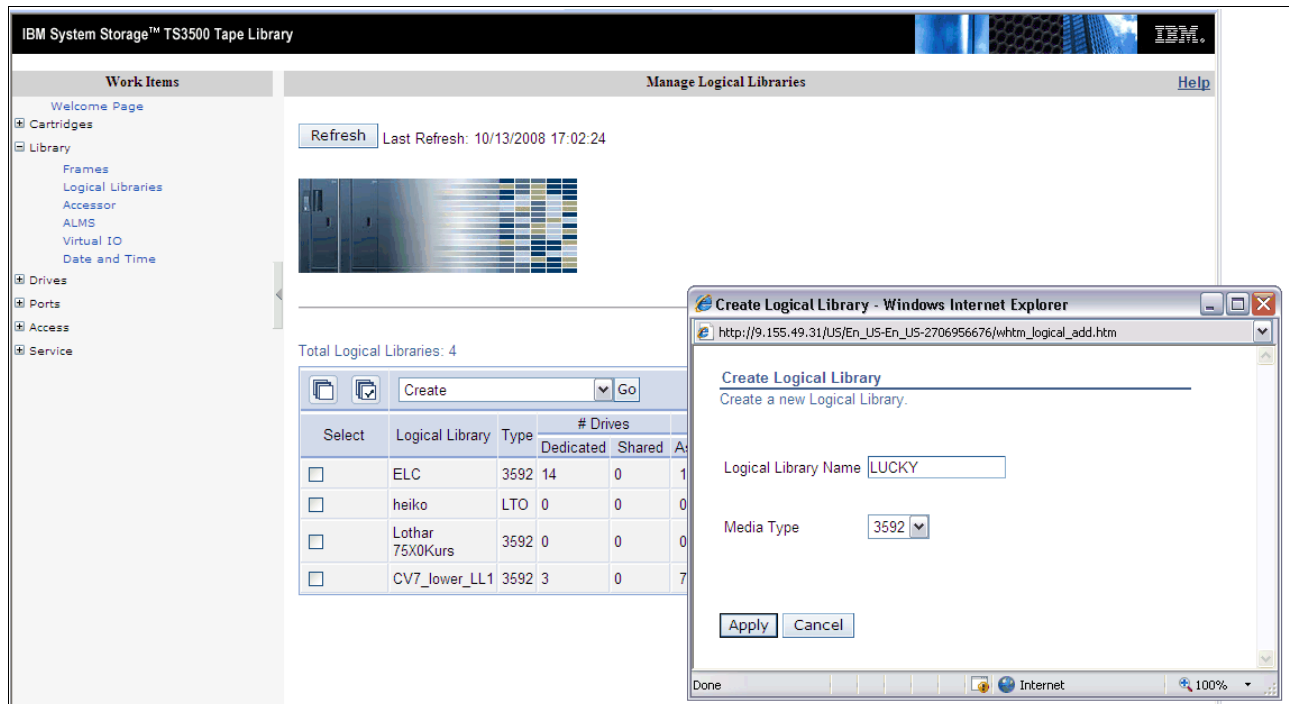 IBM System Storage™ TS3500 Tape Library
IBM.
Work Items
Manage Logical Libraries
Help
Welcome Page
Cartridges
Library
Frames
Logical Libraries
Accessor
ALMS
Virtual IO
Date and Time
Drives
Ports
Access
Service
Refresh Last Refresh: 10/13/2008 17:02:24
Total Logical Libraries: 4
Create Go
Select Logical Library Type # Drives
Dedicated Shared
ELC 3592 14 0 1
heiko LTO 0 0 0
Lothar
75X0Kurs 3592 0 0 0
CV7_lower_LL1 3592 3 0 7
Create Logical Library - Windows Internet Explorer
http://9.155.49.31/US/En_US-En_US-2706956676/whtm_logical_add.htm
Create Logical Library
Create a new Logical Library.
Logical Library Name LUCKY
Media Type 3592
Apply Cancel
Done Internet 100%